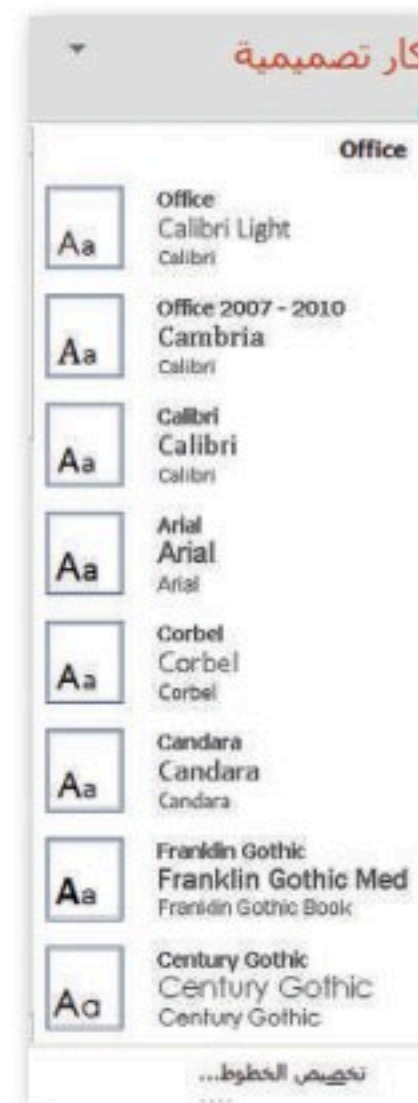 كار تصميمية
Office
Aa
Office
Calibri Light
Calibri
Aa
Office 2007 - 2010
Cambria
Calibri
Aa
Calibri
Calibri
Calibri
Aa
Arial
Arial
Arial
Aa
Corbel
Corbel
Corbel
Aa
Candara
Candara
Candara
Aa
Franklin Gothic
Franklin Gothic Med
Franklin Gothic Book
Aa
Century Gothic
Century Gothic
Century Gothic
تخصيص الخطوط...